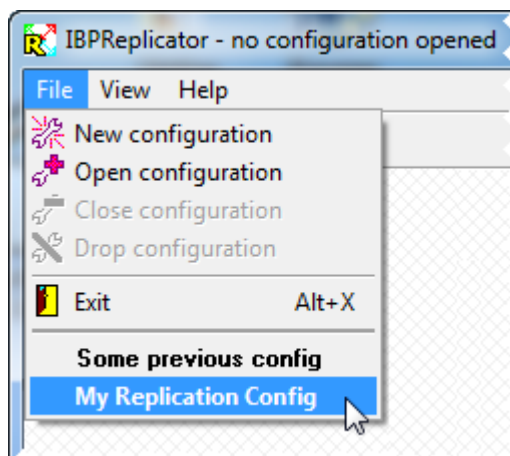 IBPReplicator - no configuration opened
File View Help
New configuration
Open configuration
Close configuration
Drop configuration
Exit Alt+X
Some previous config
My Replication Config